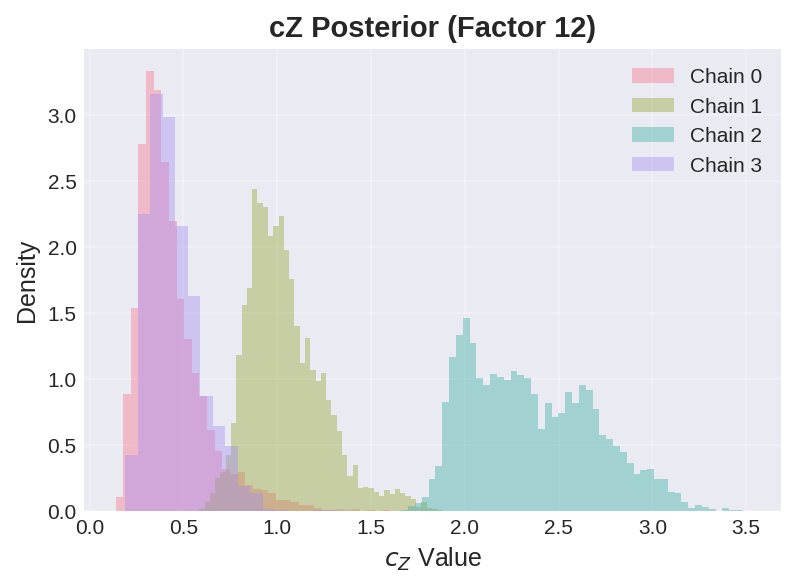 cZ Posterior (Factor 12)
Chain 0
Chain 1
Chain 2
Chain 3
Density
3.0
2.5
2.0
1.5
1.0
0.5
0.0
0.0 0.5 1.0 1.5 2.0 2.5 3.0 3.5
c_Z Value